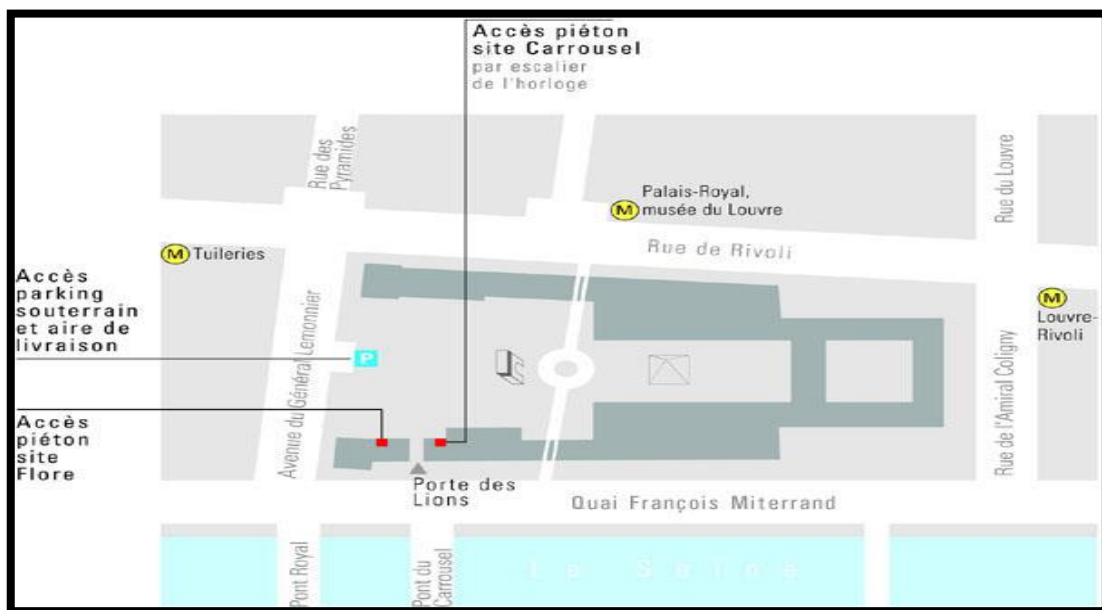 Accès piéton
site Carrousel
par escalier
de l'horloge
Rue des
Pyramides
Rue du Louvre
M
Palais-Royal,
musée du Louvre
Rue de Rivoli
M Tuileries
Accès
parking
souterrain
et aire de
livraison
P
M
Louvre-
Rivoli
Avenue du Général Lemonnier
Rue de l'Amiral Coligny
Accès
piéton
site
Flore
Porte des
Lions
Quai François Miterrand
Pont Royal
Pont du
Carrousel
La Seine